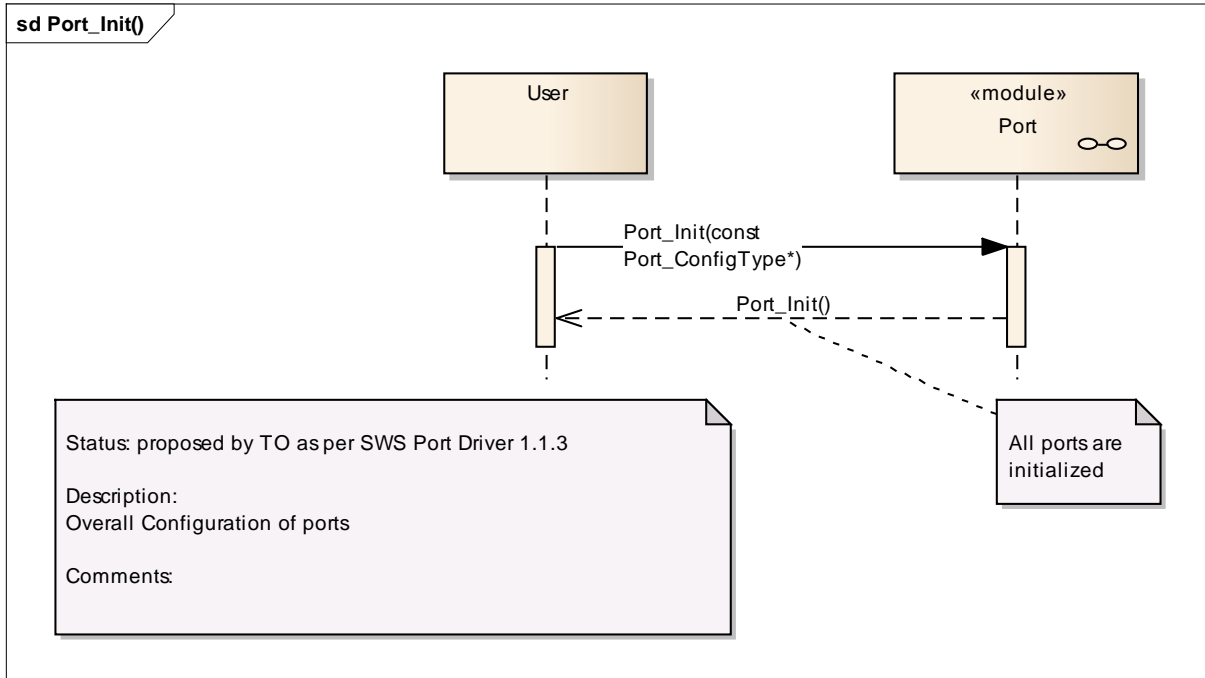 sd Port_Init()
User
«module»
Port
Port_Init(const
Port_ConfigType*)
Port_Init()
Status: proposed by TO as per SWS Port Driver 1.1.3
Description:
Overall Configuration of ports
Comments:
All ports are
initialized